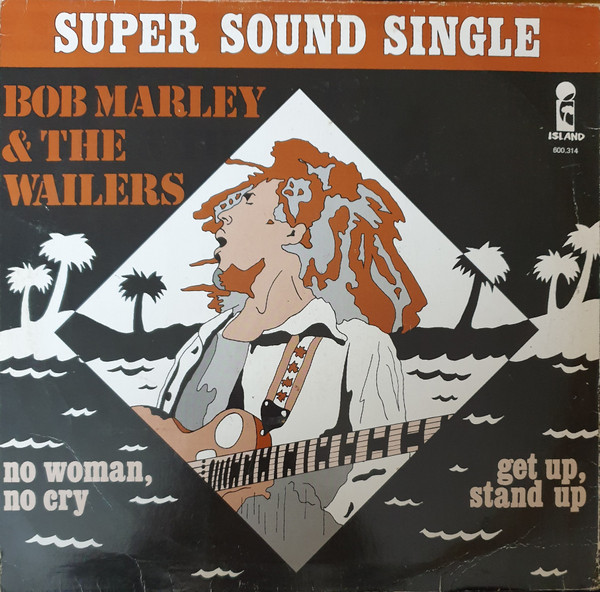 SUPER SOUND SINGLE
BOB MARLEY
& THE
WAILERS
ISLAND
600.314
no woman,
no cry
get up,
stand up